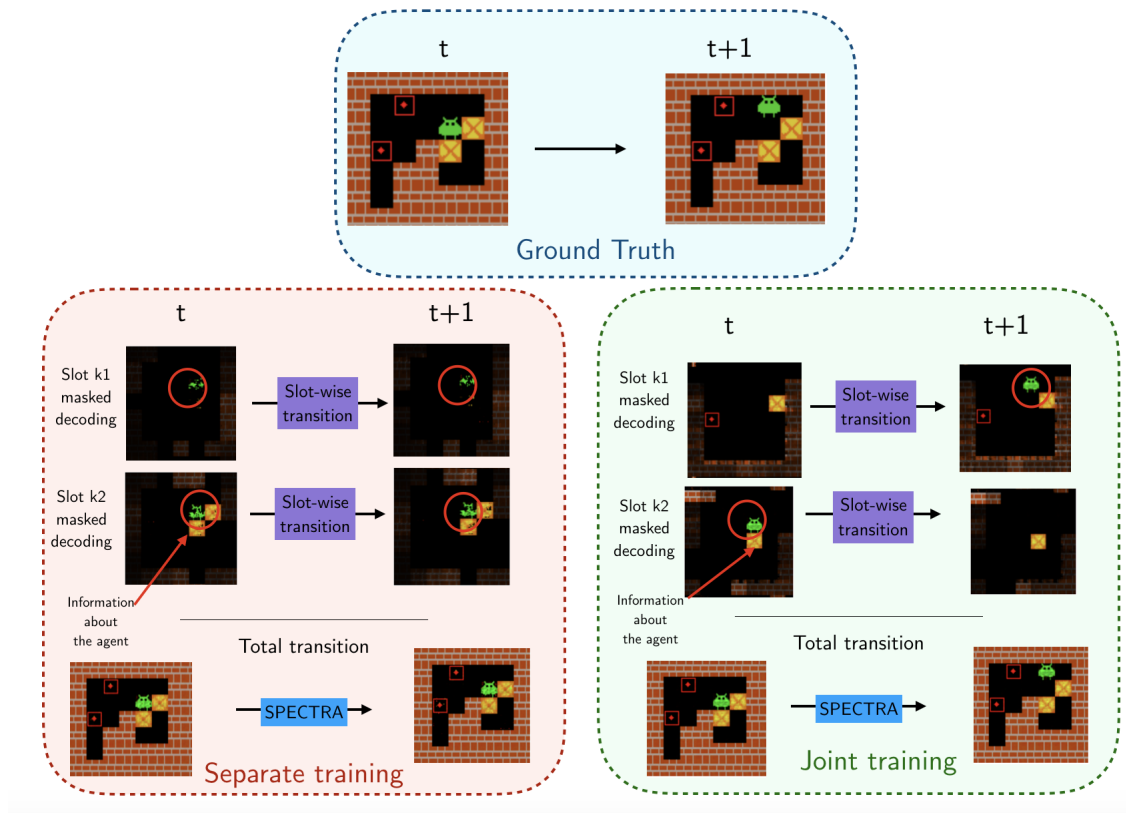 t
t+1
Ground Truth
t
t+1
Slot k1
masked
decoding
Slot-wise
transition
Slot k2
masked
decoding
Slot-wise
transition
Information
about
the agent
Total transition
SPECTRA
Separate training
t
t+1
Slot k1
masked
decoding
Slot-wise
transition
Slot k2
masked
decoding
Slot-wise
transition
Information
about
the agent
Total transition
SPECTRA
Joint training